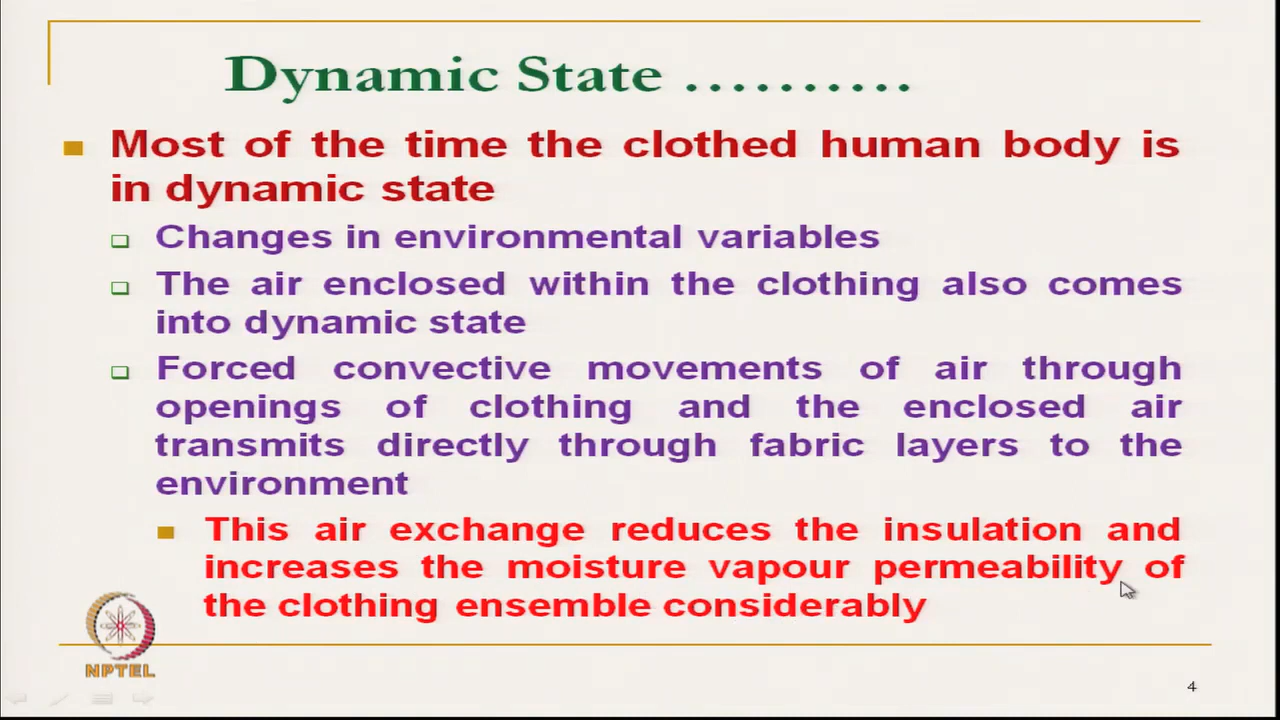 Dynamic State ..........
Most of the time the clothed human body is
in dynamic state
Changes in environmental variables
The air enclosed within the clothing also comes
into dynamic state
Forced convective movements of air through
openings of clothing and the enclosed air
transmits directly through fabric layers to the
environment
This air exchange reduces the insulation and
increases the moisture vapour permeability of
the clothing ensemble considerably
NPTEL
4